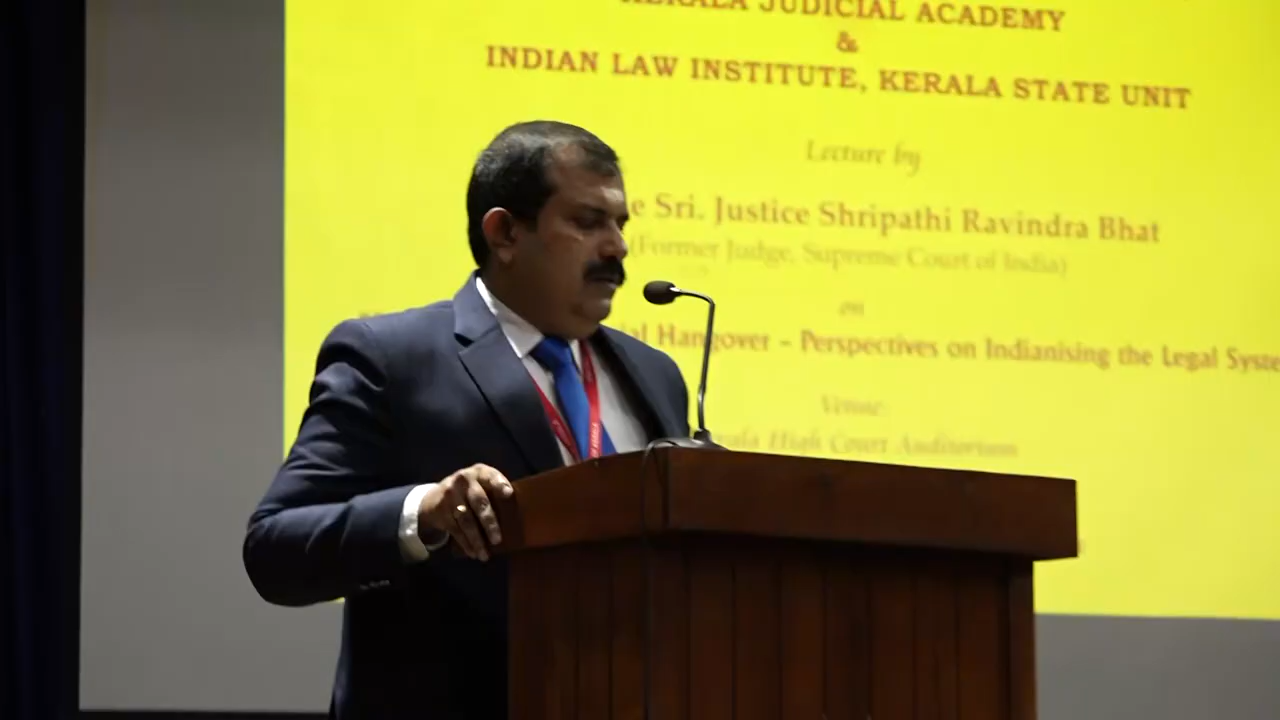 KERALA JUDICIAL ACADEMY
&
INDIAN LAW INSTITUTE, KERALA STATE UNIT
Lecture by
Sri. Justice Shripathi Ravindra Bhat
(Former Judge, Supreme Court of India)
on
Hangover – Perspectives on Indianising the Legal
Venue:
High Court Auditorium